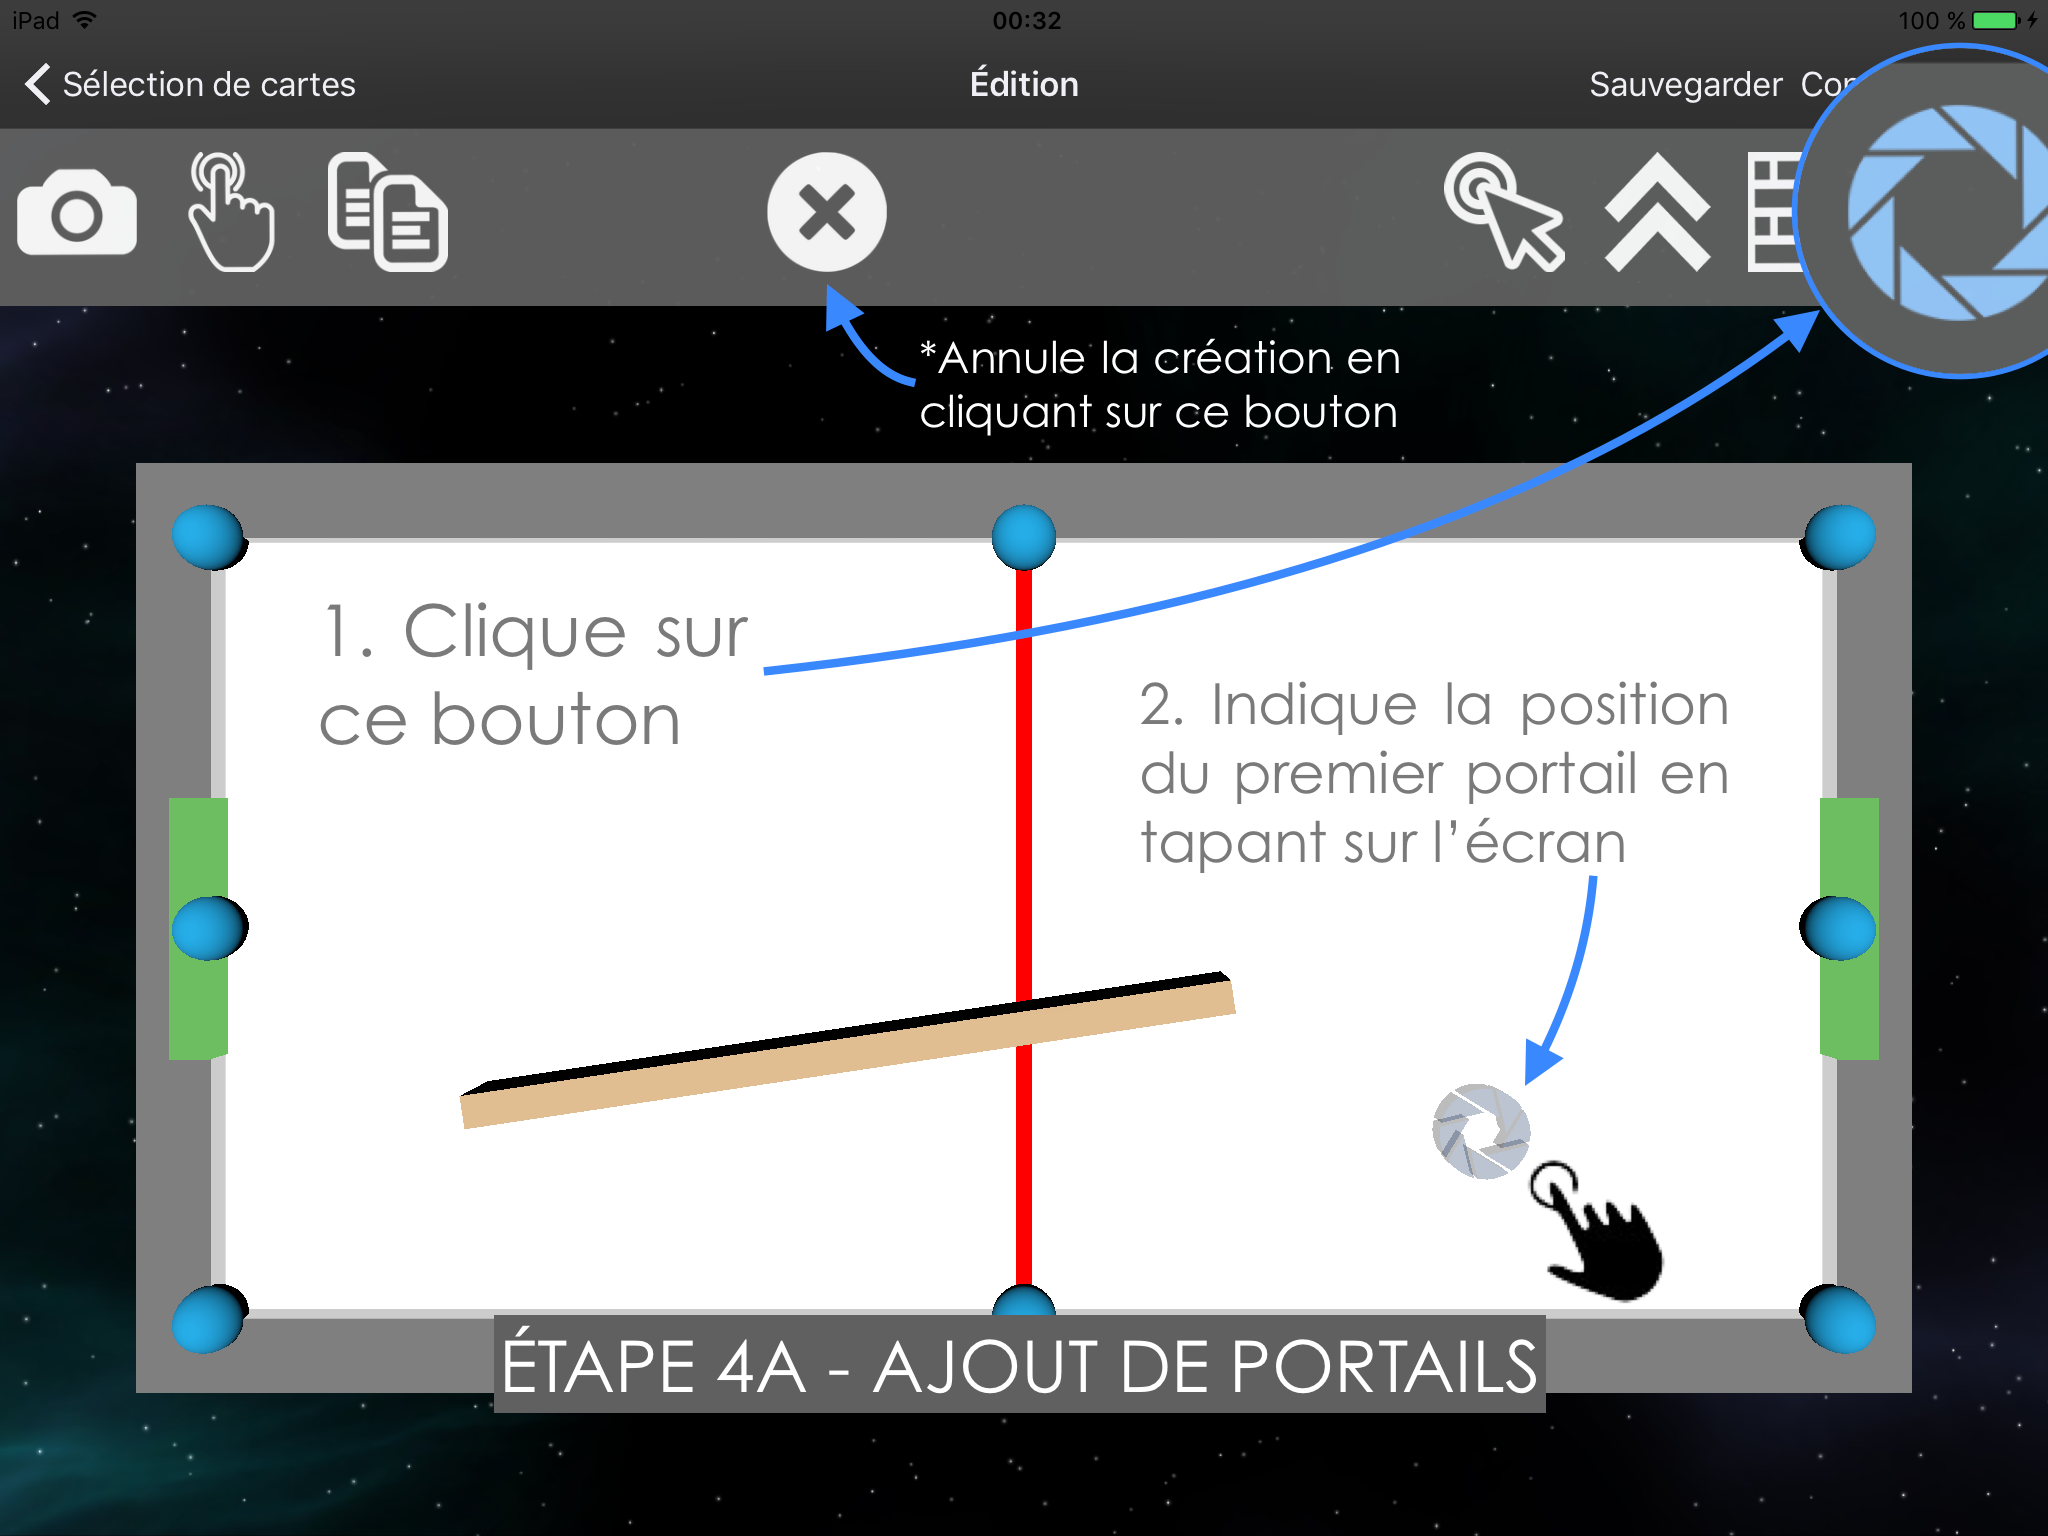 iPad
00:32
100 %
Sélection de cartes
Édition
Sauvegarder
*Annule la création en
cliquant sur ce bouton
1. Clique sur
ce bouton
2. Indique la position
du premier portail en
tapant sur l'écran
ÉTAPE 4A - AJOUT DE PORTAILS